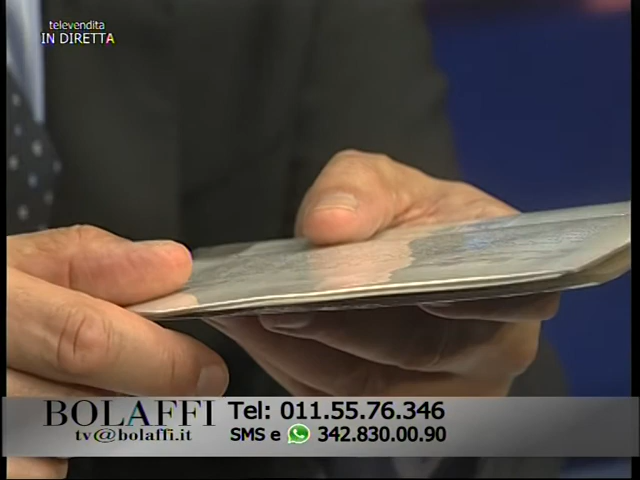 televendita
IN DIRETTA
BOLAFFI
tv@bolaffi.it
Tel: 011.55.76.346
SMS e 342.830.00.90